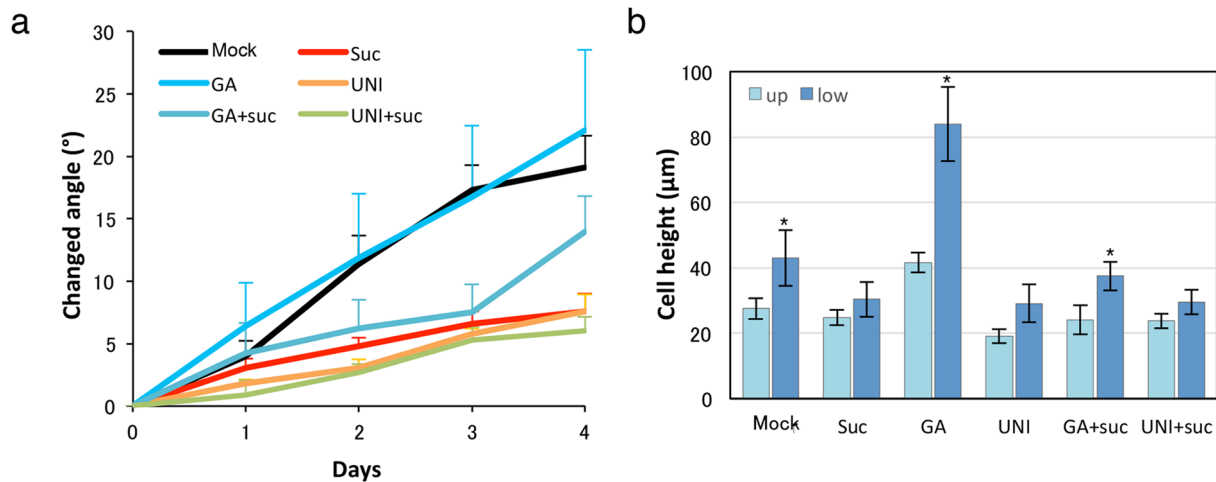 a
30
25
20
15
10
5
0
Changed angle (°)
Mock
Suc
GA
UNI
GA+suc
UNI+suc
0 1 2 3 4
Days
b
100
80
60
40
20
0
Cell height (μm)
up low
* * *
Mock Suc GA UNI GA+suc UNI+suc